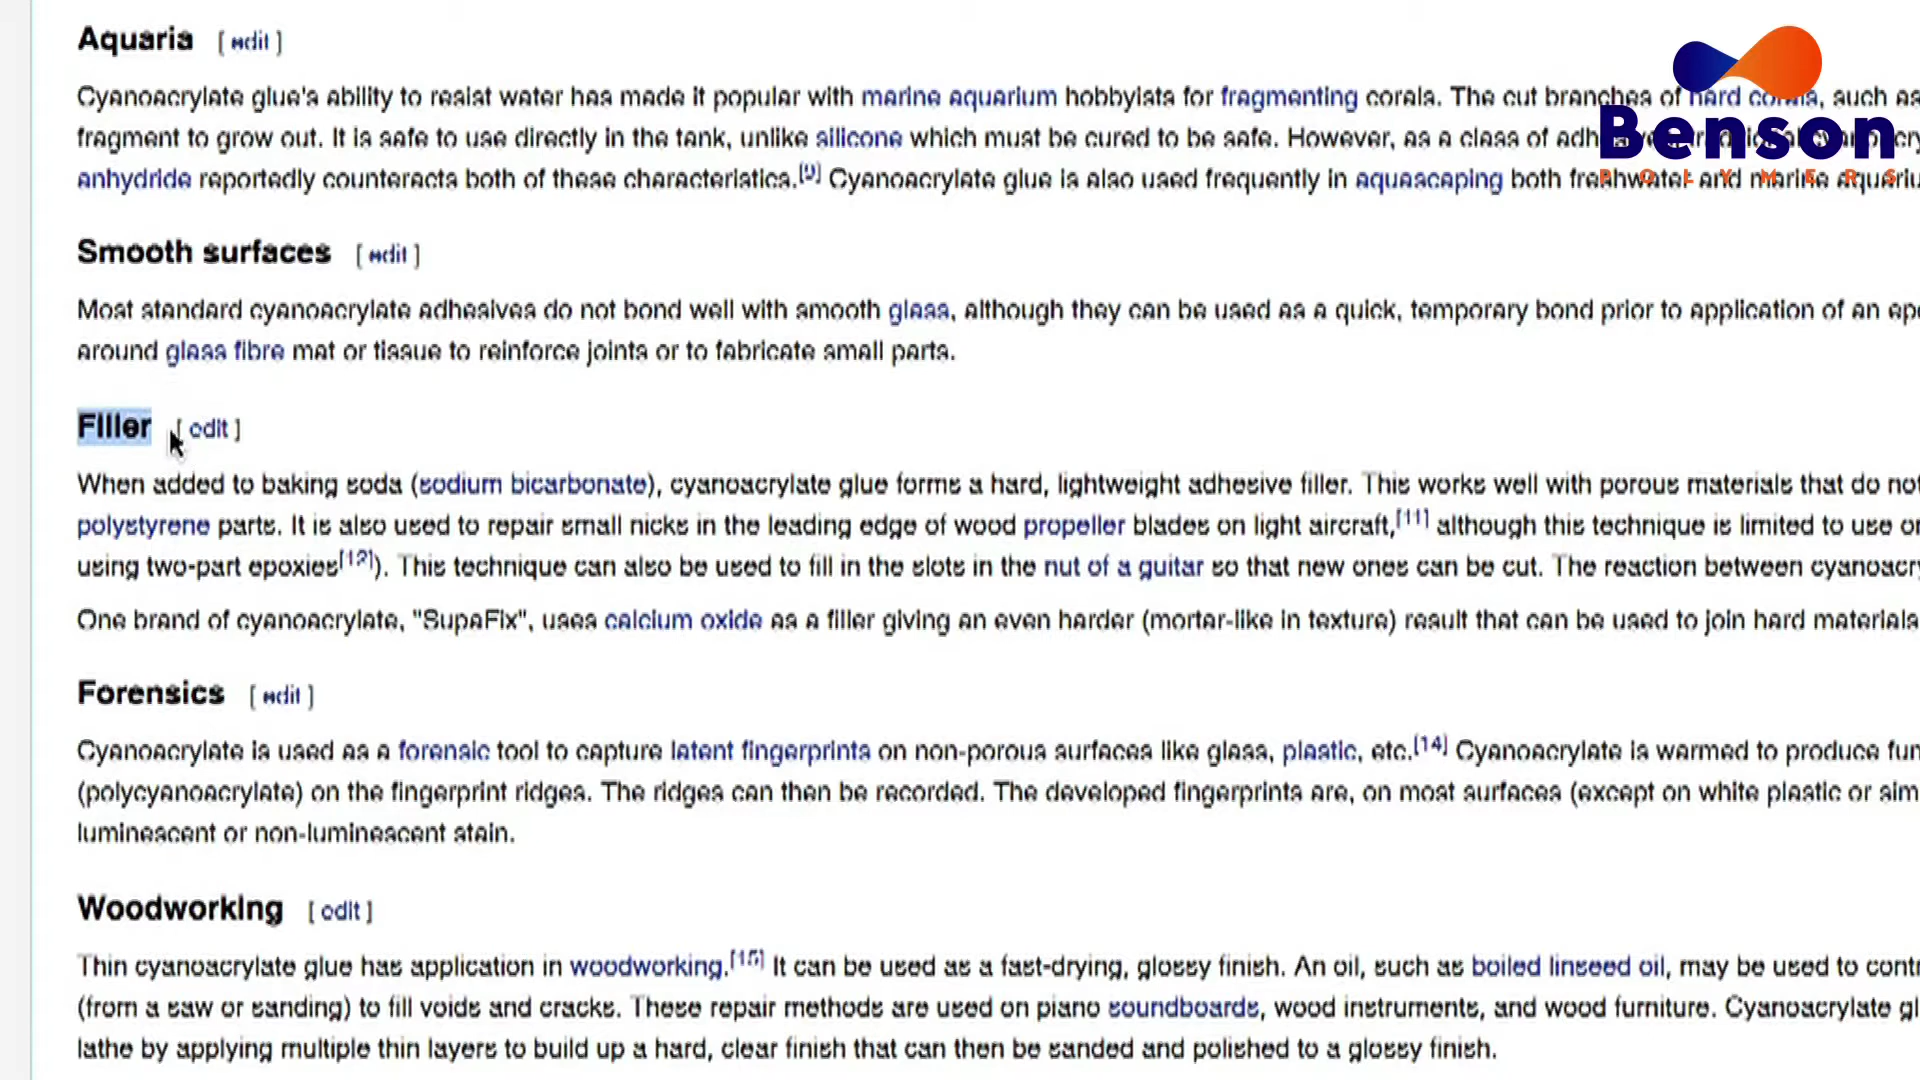 Aquaria [ edit ]
Cyanoacrylate glue's ability to resist water has made it popular with marine aquarium hobbyists for fragmenting corals. The cut branches of hard corals, such as
fragment to grow out. It is safe to use directly in the tank, unlike silicone which must be cured to be safe. However, as a class of
anhydride reportedly counteracts both of these characteristics.[9] Cyanoacrylate glue is also used frequently in aquascaping both freshwater and marine
Benson
POLYMERS
Smooth surfaces [ edit ]
Most standard cyanoacrylate adhesives do not bond well with smooth glass, although they can be used as a quick, temporary bond prior to application of an
around glass fibre mat or tissue to reinforce joints or to fabricate small parts.
Filler [ edit ]
When added to baking soda (sodium bicarbonate), cyanoacrylate glue forms a hard, lightweight adhesive filler. This works well with porous materials that do not
polystyrene parts. It is also used to repair small nicks in the leading edge of wood propeller blades on light aircraft,[11] although this technique is limited to use
using two-part epoxies[12]). This technique can also be used to fill in the slots in the nut of a guitar so that new ones can be cut. The reaction between
One brand of cyanoacrylate, "SupaFix", uses calcium oxide as a filler giving an even harder (mortar-like in texture) result that can be used to join hard materials
Forensics [ edit ]
Cyanoacrylate is used as a forensic tool to capture latent fingerprints on non-porous surfaces like glass, plastic, etc.[14] Cyanoacrylate is warmed to produce
(polycyanoacrylate) on the fingerprint ridges. The ridges can then be recorded. The developed fingerprints are, on most surfaces (except on white plastic or
luminescent or non-luminescent stain.
Woodworking [ edit ]
Thin cyanoacrylate glue has application in woodworking.[15] It can be used as a fast-drying, glossy finish. An oil, such as boiled linseed oil, may be used to
(from a saw or sanding) to fill voids and cracks. These repair methods are used on piano soundboards, wood instruments, and wood furniture. Cyanoacrylate
lathe by applying multiple thin layers to build up a hard, clear finish that can then be sanded and polished to a glossy finish.